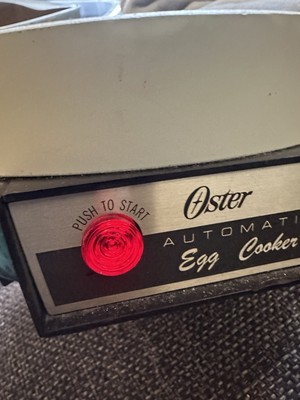 PUSH TO START
Oster
AUTOMATI
Egg Cooker